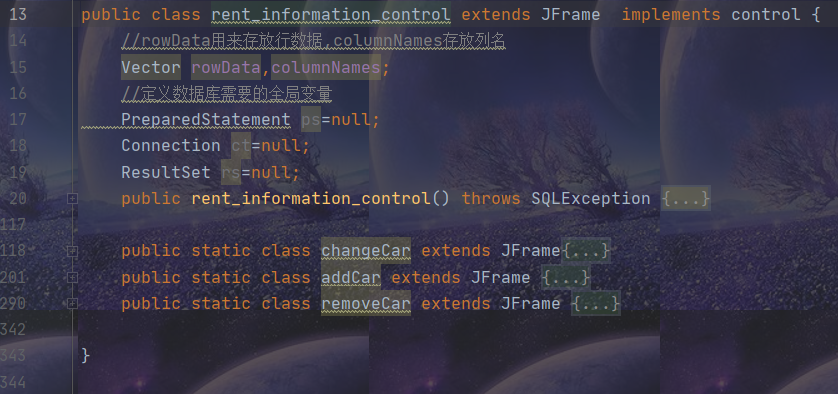 13 public class rent_information_control extends JFrame  implements control {
14 //rowData用来存放行数据,columnNames存放列名
15 Vector rowData,columnNames;
16 //定义数据库需要的全局变量
17 PreparedStatement ps=null;
18 Connection ct=null;
19 ResultSet rs=null;
20 public rent_information_control() throws SQLException {...}
117
118 public static class changeCar extends JFrame{...}
201 public static class addCar extends JFrame {...}
290 public static class removeCar extends JFrame {...}
342
343 }
344